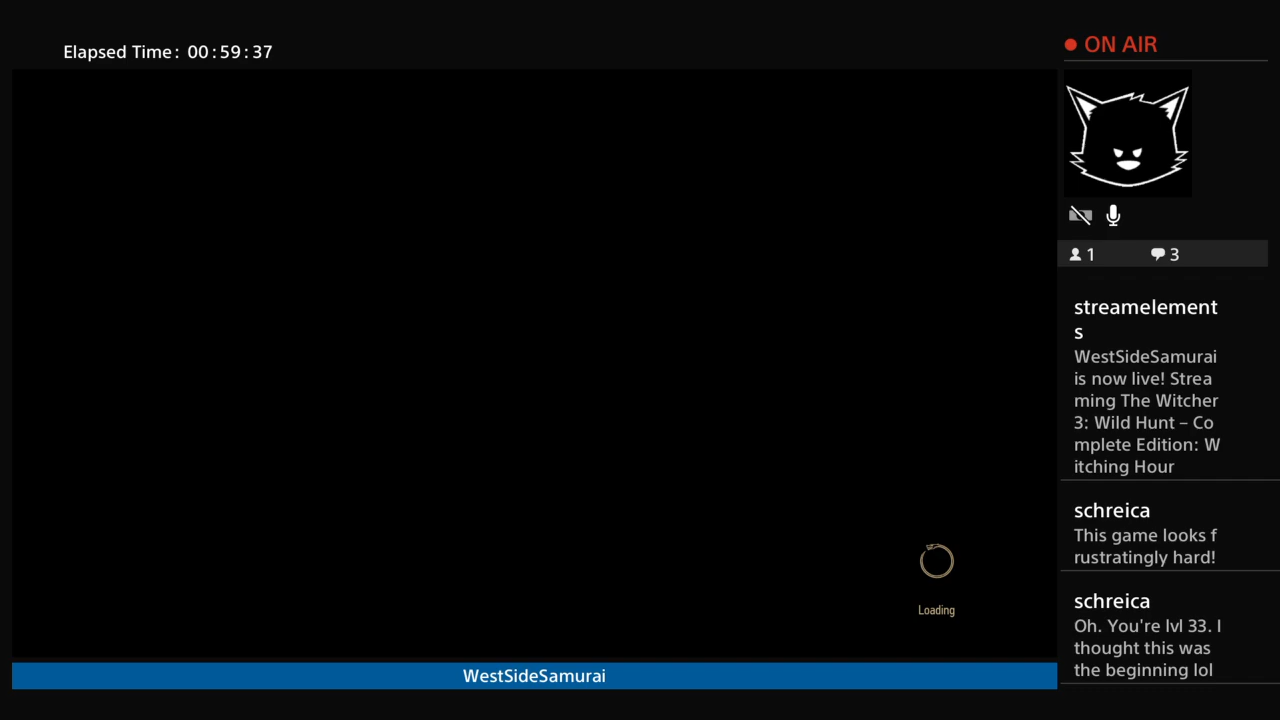 Elapsed Time: 00:59:37
ON AIR
1 3
streamelement
s
WestSideSamurai
is now live! Strea
ming The Witcher
3: Wild Hunt – Co
mplete Edition: W
itching Hour
schreica
This game looks f
rustratingly hard!
schreica
Oh. You're lvl 33. I
thought this was
the beginning lol
Loading
WestSideSamurai